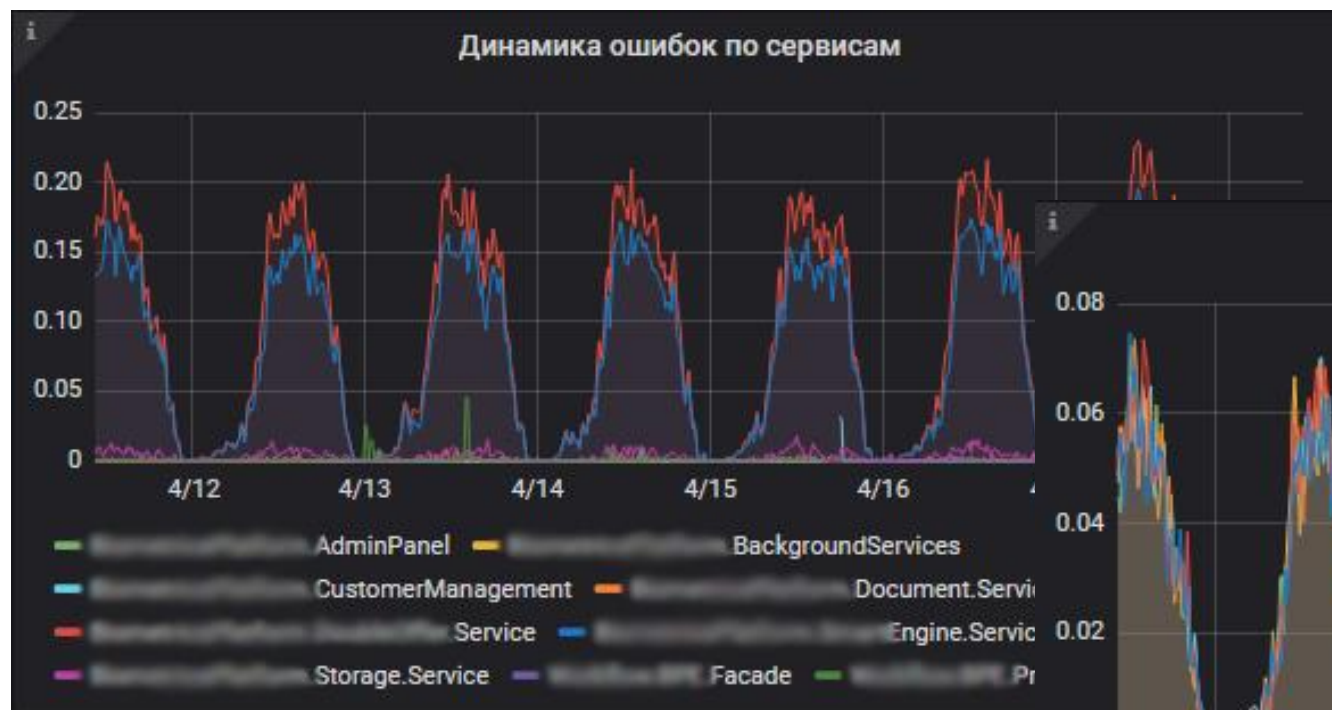 i
Динамика ошибок по сервисам
0.25
0.20
0.15
0.10
0.05
0
4/12 4/13 4/14 4/15 4/16
.AdminPanel .BackgroundServices
.CustomerManagement .Document.Servi
.Service Engine.Servic
.Storage.Service .Facade .Pr
i
0.08
0.06
0.04
0.02